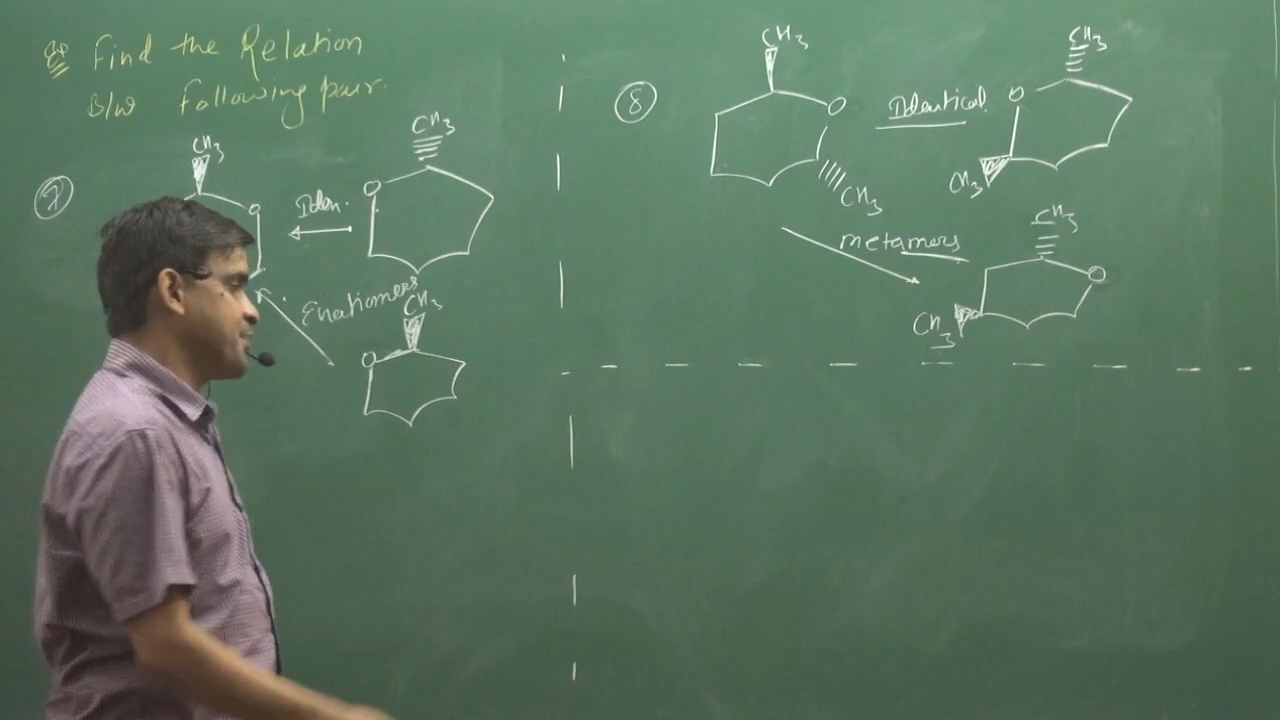 Q Find the Relation
B/w Following pair.
7
CH3
O
Iden.
CH3
O
Enatiomers
CH3
O
8
CH3
O
CH3
Identical
CH3
O
CH3
metamers
CH3
O
CH3